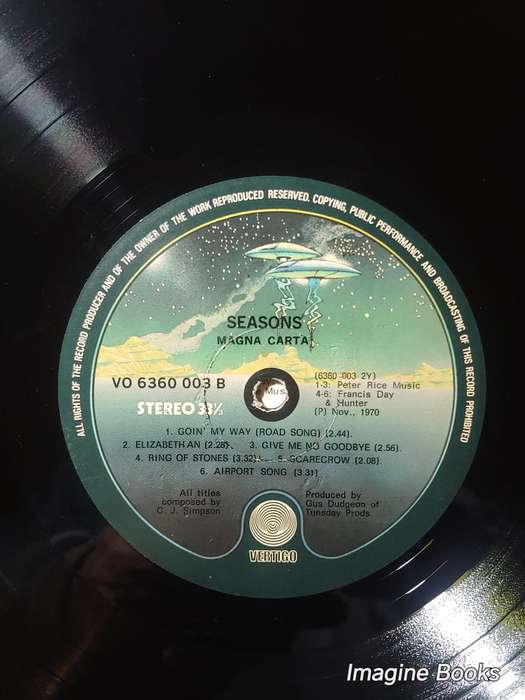 ALL RIGHTS OF THE RECORD PRODUCER AND OF THE OWNER OF THE WORK REPRODUCED RESERVED. COPYING, PUBLIC PERFORMANCE AND BROADCASTING OF THIS RECORD PROHIBITED
SEASONS
MAGNA CARTA
VO 6360 003 B
STEREO 33⅓
Mus
(6360 003 2Y)
1-3: Peter Rice Music
4-6: Francis Day
& Hunter
(P) Nov., 1970
1. GOIN' MY WAY (ROAD SONG) (2.44).
2. ELIZABETHAN (2.28). 3. GIVE ME NO GOODBYE (2.56).
4. RING OF STONES (3.32). 5. SCARECROW (2.08).
6. AIRPORT SONG (3.31)
All titles
composed by
C. J. Simpson
Produced by
Gus Dudgeon of
Tuesday Prods.
VERTIGO
Imagine Books